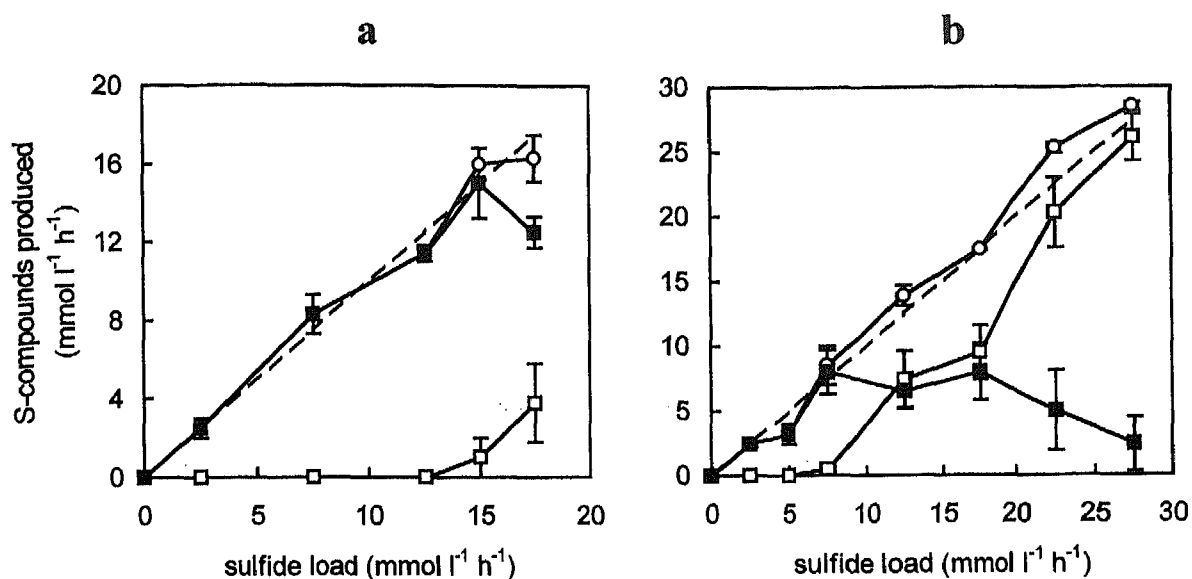 a
b
S-compounds produced
(mmol l⁻¹ h⁻¹)
20
16
12
8
4
0
0 5 10 15 20
sulfide load (mmol l⁻¹ h⁻¹)
30
25
20
15
10
5
0
0 5 10 15 20 25 30
sulfide load (mmol l⁻¹ h⁻¹)